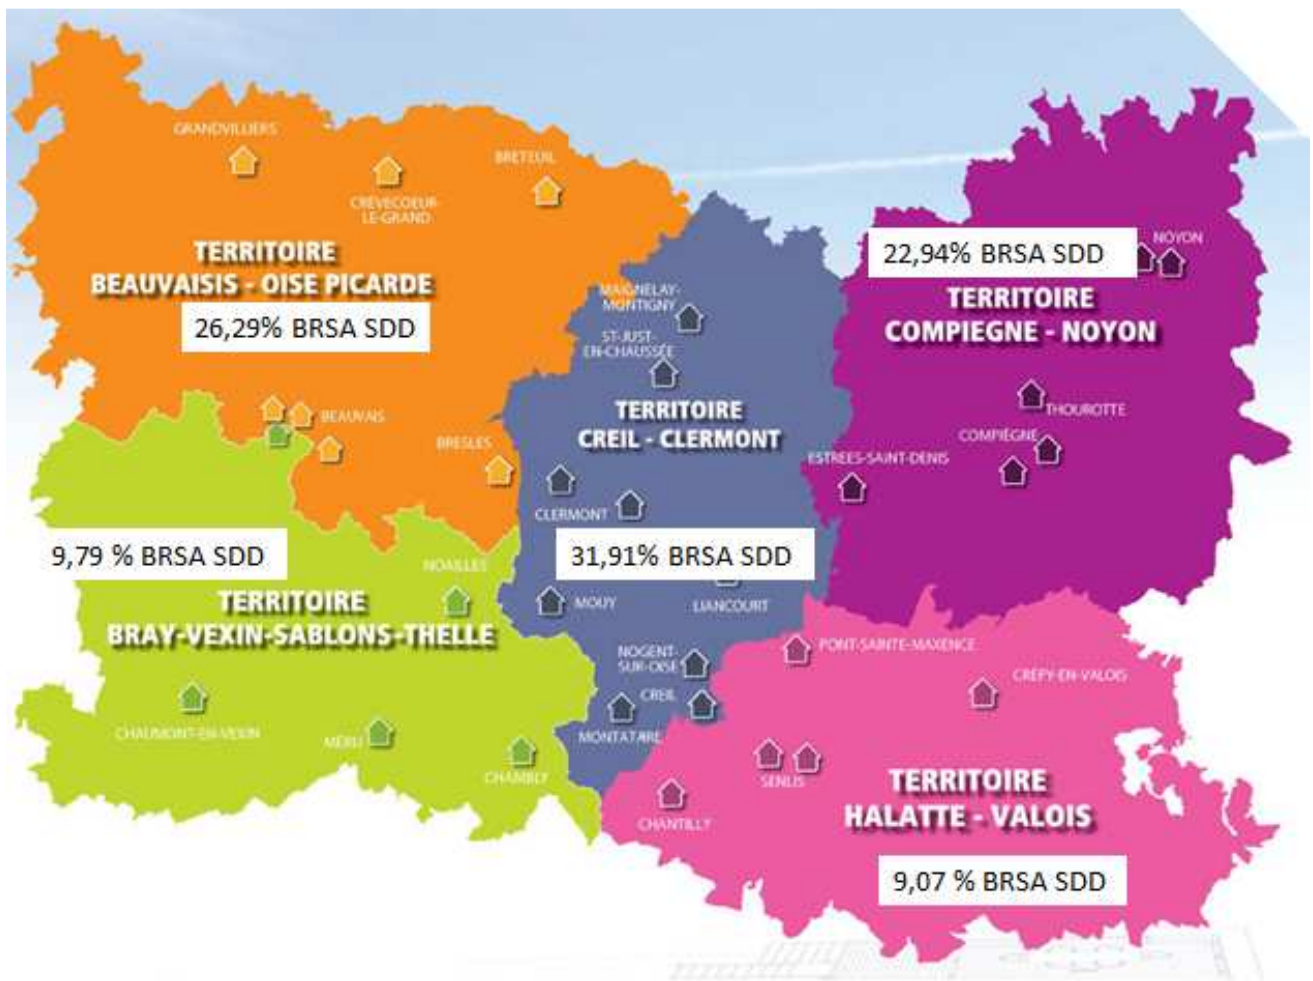 GRANDVILLIERS
CRÈVECOEUR-
LE-GRAND
BRETEUIL
TERRITOIRE
BEAUVAISIS - OISE PICARDE
26,29% BRSA SDD
BEAUVAIS
BRESLES
MAIGNELAY-
MONTIGNY
ST-JUST-
EN-CHAUSSÉE
TERRITOIRE
CREIL - CLERMONT
CLERMONT
31,91% BRSA SDD
MOUY
LIANCOURT
NOGENT-
SUR-OISE
CREIL
MONTATAIRE
22,94% BRSA SDD
NOYON
TERRITOIRE
COMPIEGNE - NOYON
THOUROTTE
COMPIÈGNE
ESTREES-SAINT-DENIS
9,79 % BRSA SDD
NOAILLES
TERRITOIRE
BRAY-VEXIN-SABLONS-THELLE
CHAUMONT-EN-VEXIN
MÉRU
CHAMBLY
PONT-SAINTE-MAXENCE
CRÉPY-EN-VALOIS
SENLIS
CHANTILLY
TERRITOIRE
HALATTE - VALOIS
9,07 % BRSA SDD